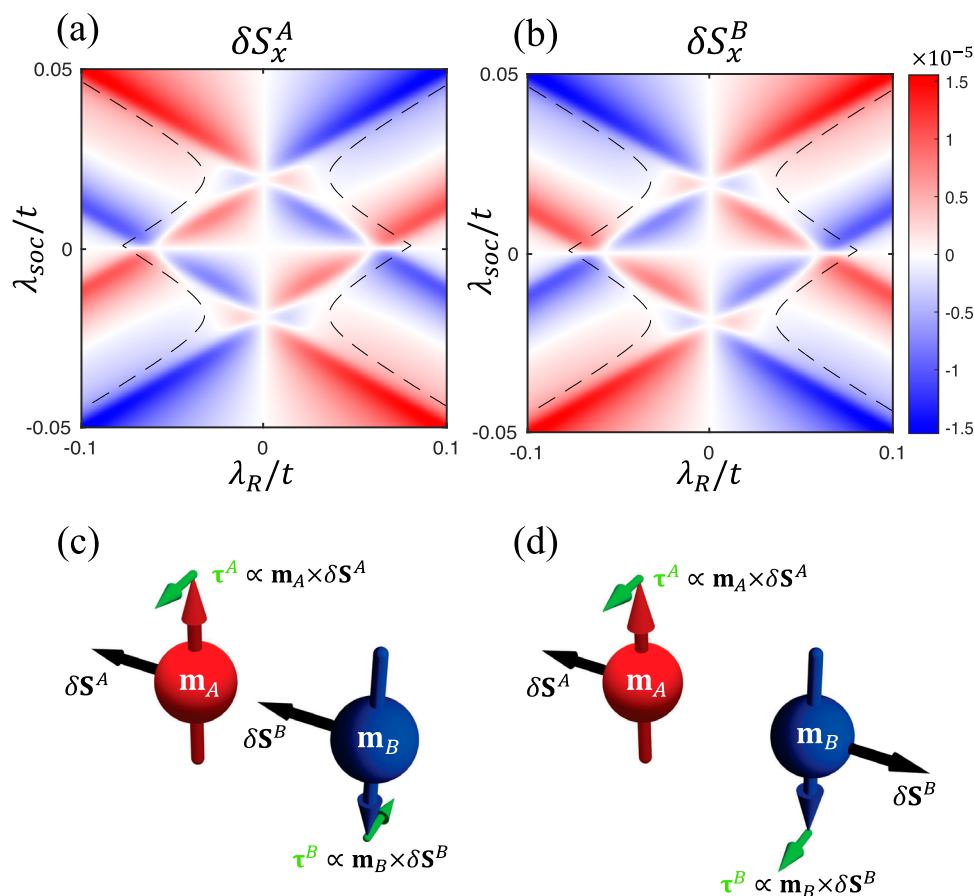 (a) δS_x^A
(b) δS_x^B
×10⁻⁵
0.05
0
-0.05
λ_soc/t
-0.1 0 0.1
λ_R/t
0.05
0
-0.05
λ_soc/t
-0.1 0 0.1
λ_R/t
1.5
1
0.5
0
-0.5
-1
-1.5
(c)
τ^A ∝ m_A×δS^A
m_A
δS^A
δS^B
m_B
τ^B ∝ m_B×δS^B
(d)
τ^A ∝ m_A×δS^A
m_A
δS^A
m_B
δS^B
τ^B ∝ m_B×δS^B